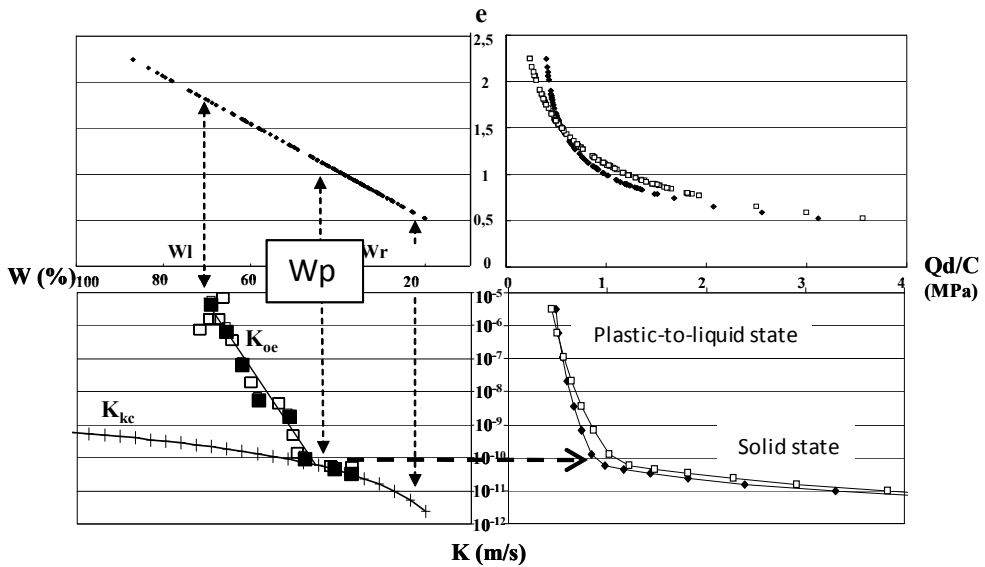 e
2,5
2
1,5
1
0,5
0
Wl
Wp
Wr
W (%)
100
80
60
20
Qd/C
(MPa)
0
1
2
3
4
10-5
10-6
10-7
10-8
10-9
10-10
10-11
10-12
Koe
Kkc
Plastic-to-liquid state
Solid state
K (m/s)